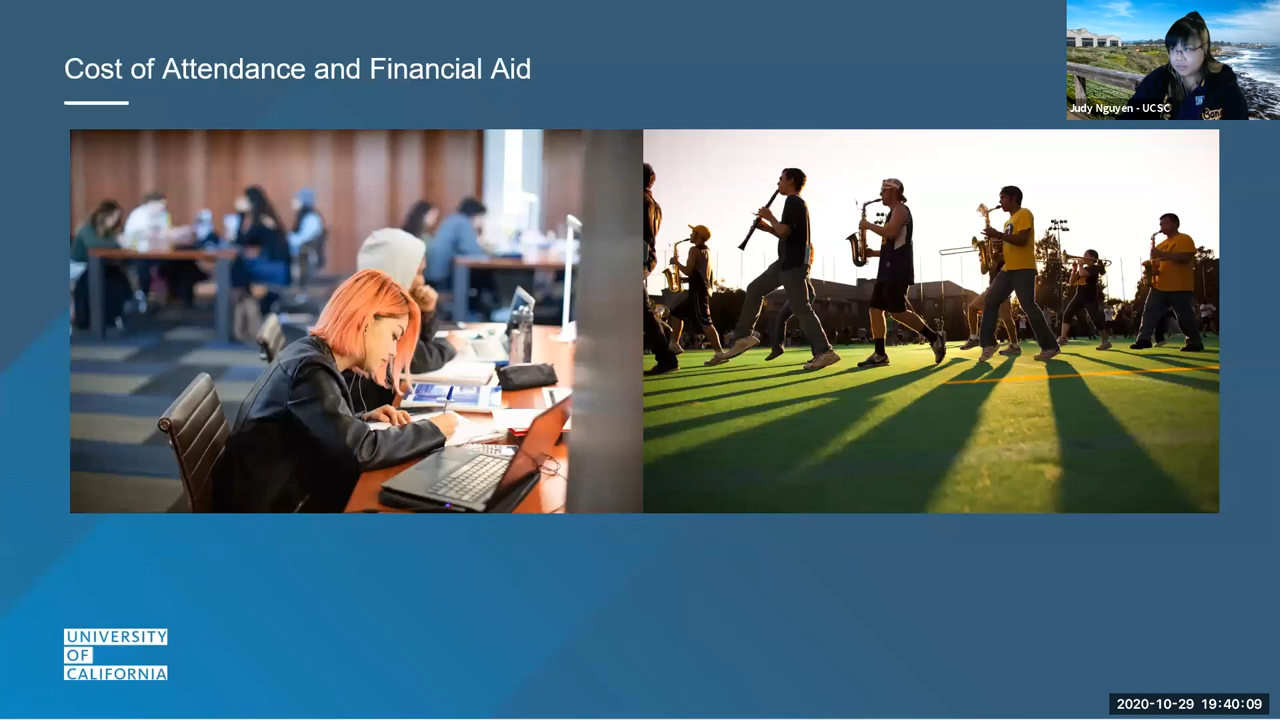 Cost of Attendance and Financial Aid
Judy Nguyen - UCSC
UNIVERSITY
OF
CALIFORNIA
2020-10-29 19:40:09